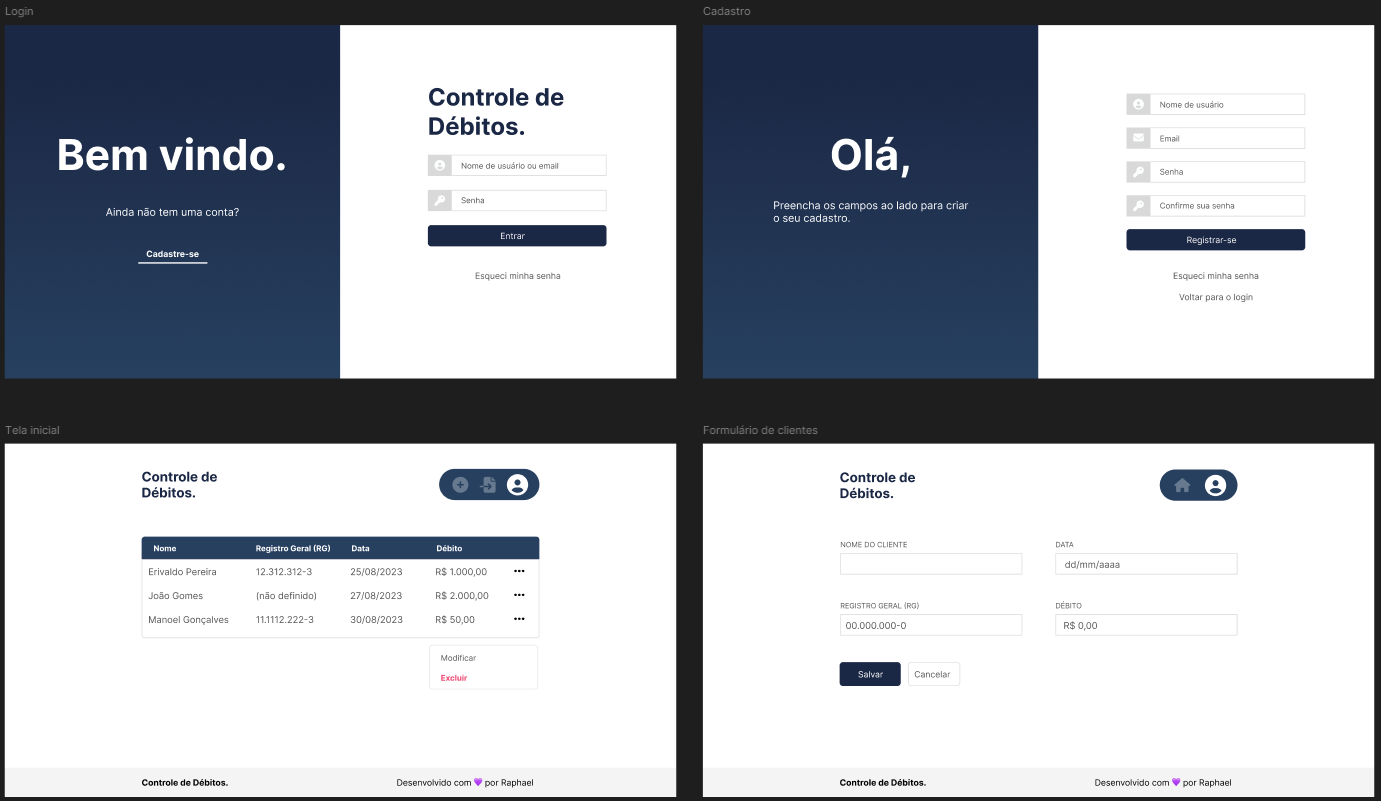 Login
Bem vindo.
Ainda não tem uma conta?
Cadastre-se
Controle de
Débitos.
Nome de usuário ou email
Senha
Entrar
Esqueci minha senha
Cadastro
Olá,
Preencha os campos ao lado para criar
o seu cadastro.
Nome de usuário
Email
Senha
Confirme sua senha
Registrar-se
Esqueci minha senha
Voltar para o login
Tela inicial
Controle de
Débitos.
Nome Registro Geral (RG) Data Débito
Erivaldo Pereira 12.312.312-3 25/08/2023 R$ 1.000,00
João Gomes (não definido) 27/08/2023 R$ 2.000,00
Manoel Gonçalves 11.1112.222-3 30/08/2023 R$ 50,00
Modificar
Excluir
Controle de Débitos. Desenvolvido com 💜 por Raphael
Formulário de clientes
Controle de
Débitos.
NOME DO CLIENTE DATA
dd/mm/aaaa
REGISTRO GERAL (RG) DÉBITO
00.000.000-0 R$ 0,00
Salvar Cancelar
Controle de Débitos. Desenvolvido com 💜 por Raphael